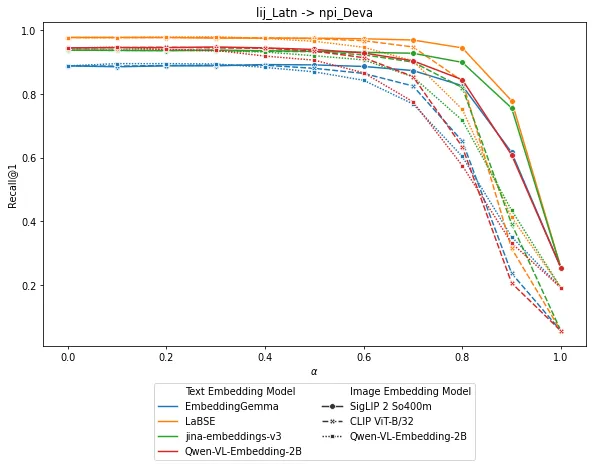 lij_Latn -> npi_Deva
Recall@1
1.0
0.8
0.6
0.4
0.2
0.0 0.2 0.4 0.6 0.8 1.0
α
Text Embedding Model
EmbeddingGemma
LaBSE
jina-embeddings-v3
Qwen-VL-Embedding-2B
Image Embedding Model
SigLIP 2 So400m
CLIP ViT-B/32
Qwen-VL-Embedding-2B